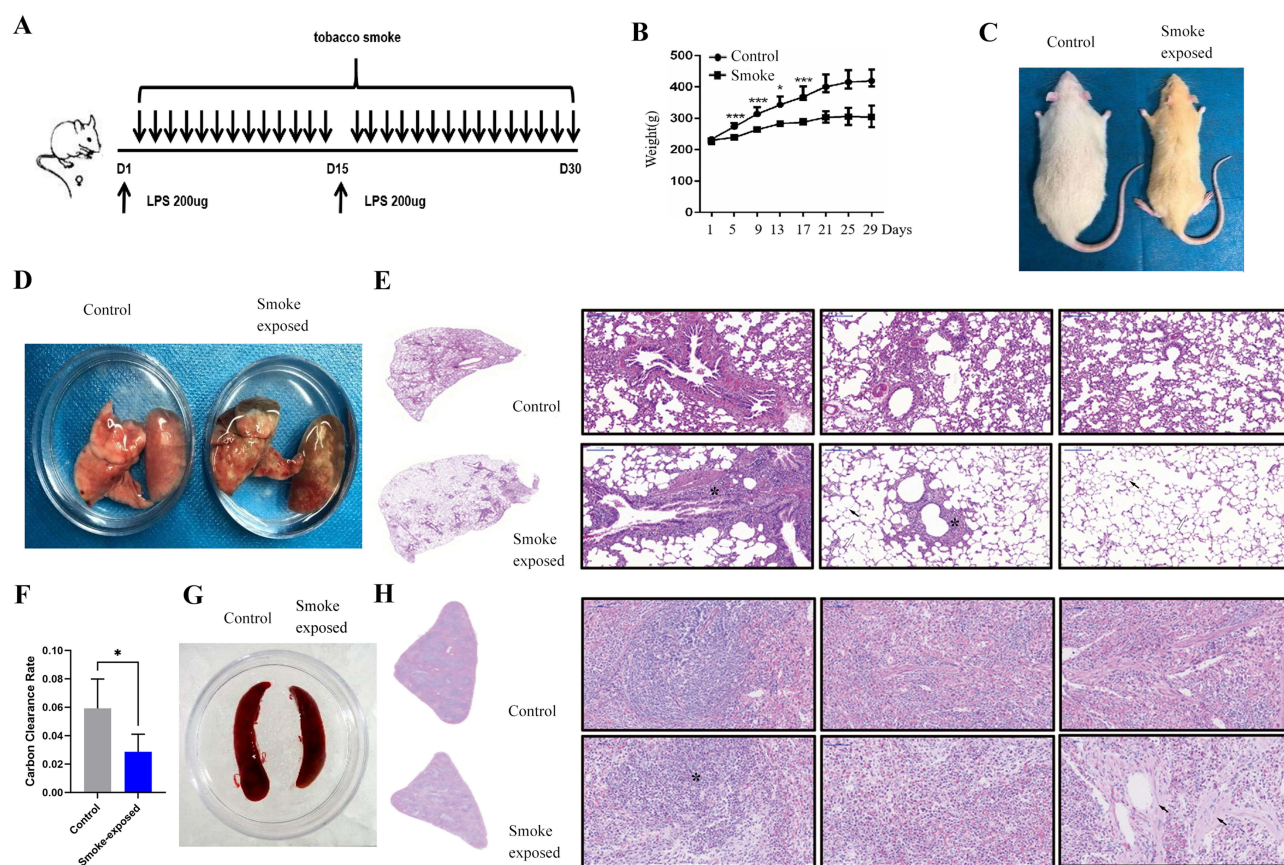 A
tobacco smoke
D1
D15
D30
LPS 200ug
LPS 200ug
♀
B
Control
Smoke
Weight(g)
500
400
300
200
100
0
***
***
*
***
1 5 9 13 17 21 25 29 Days
C
Control
Smoke
exposed
D
Control
Smoke
exposed
E
Control
Smoke
exposed
*
*
F
Carbon Clearance Rate
0.10
0.08
0.06
0.04
0.02
0.00
*
Control
Smoke-exposed
G
Control
Smoke
exposed
H
Control
Smoke
exposed
*